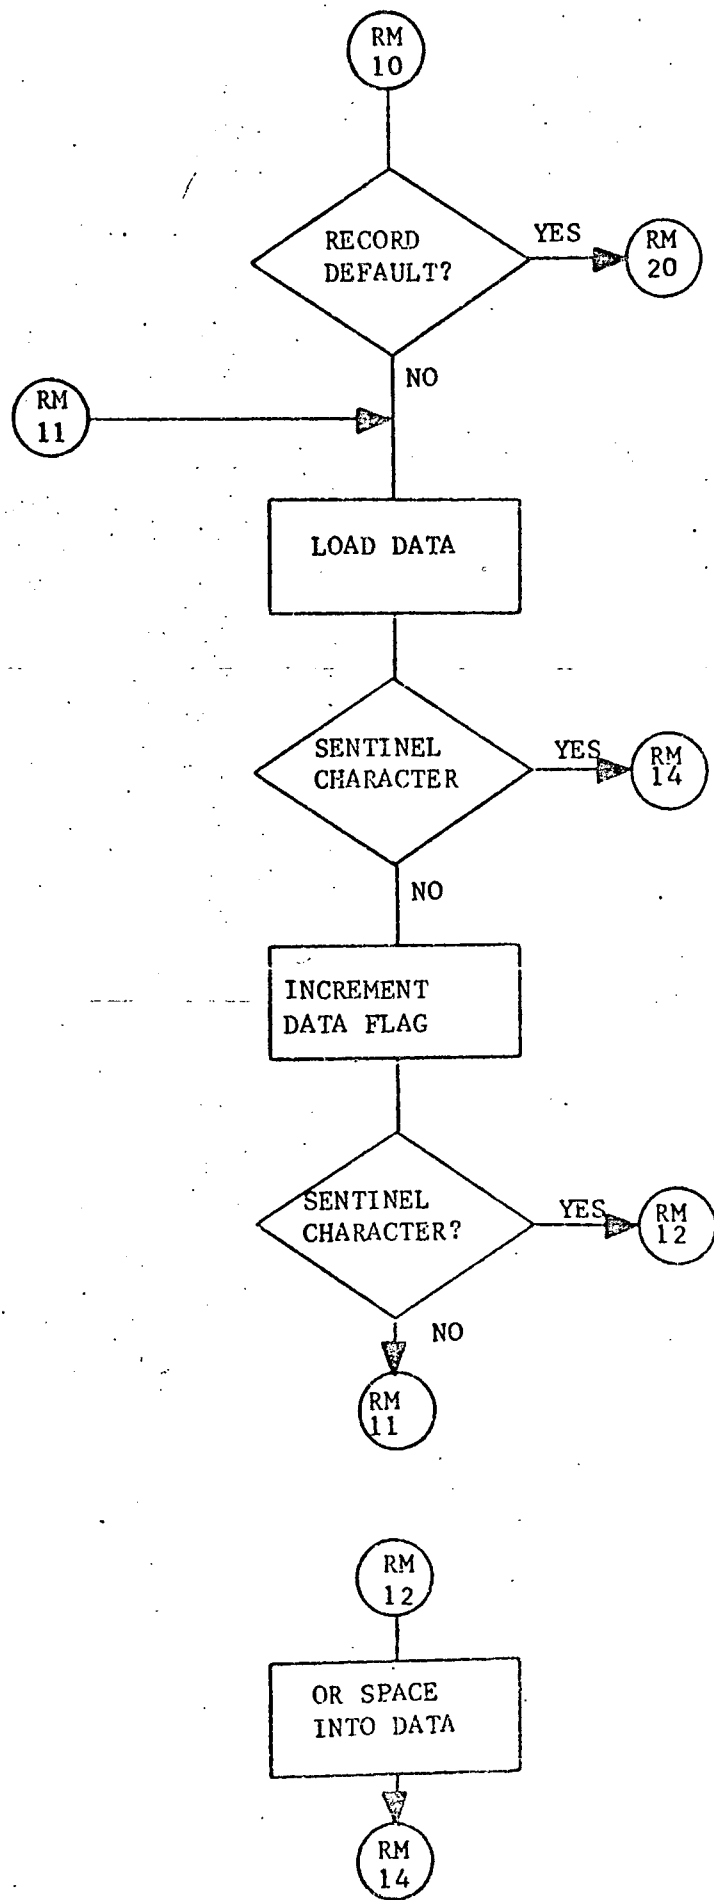 RM
10
RECORD
DEFAULT?
YES
RM
20
NO
RM
11
LOAD DATA
SENTINEL
CHARACTER
YES
RM
14
NO
INCREMENT
DATA FLAG
SENTINEL
CHARACTER?
YES
RM
12
NO
RM
11
RM
12
OR SPACE
INTO DATA
RM
14